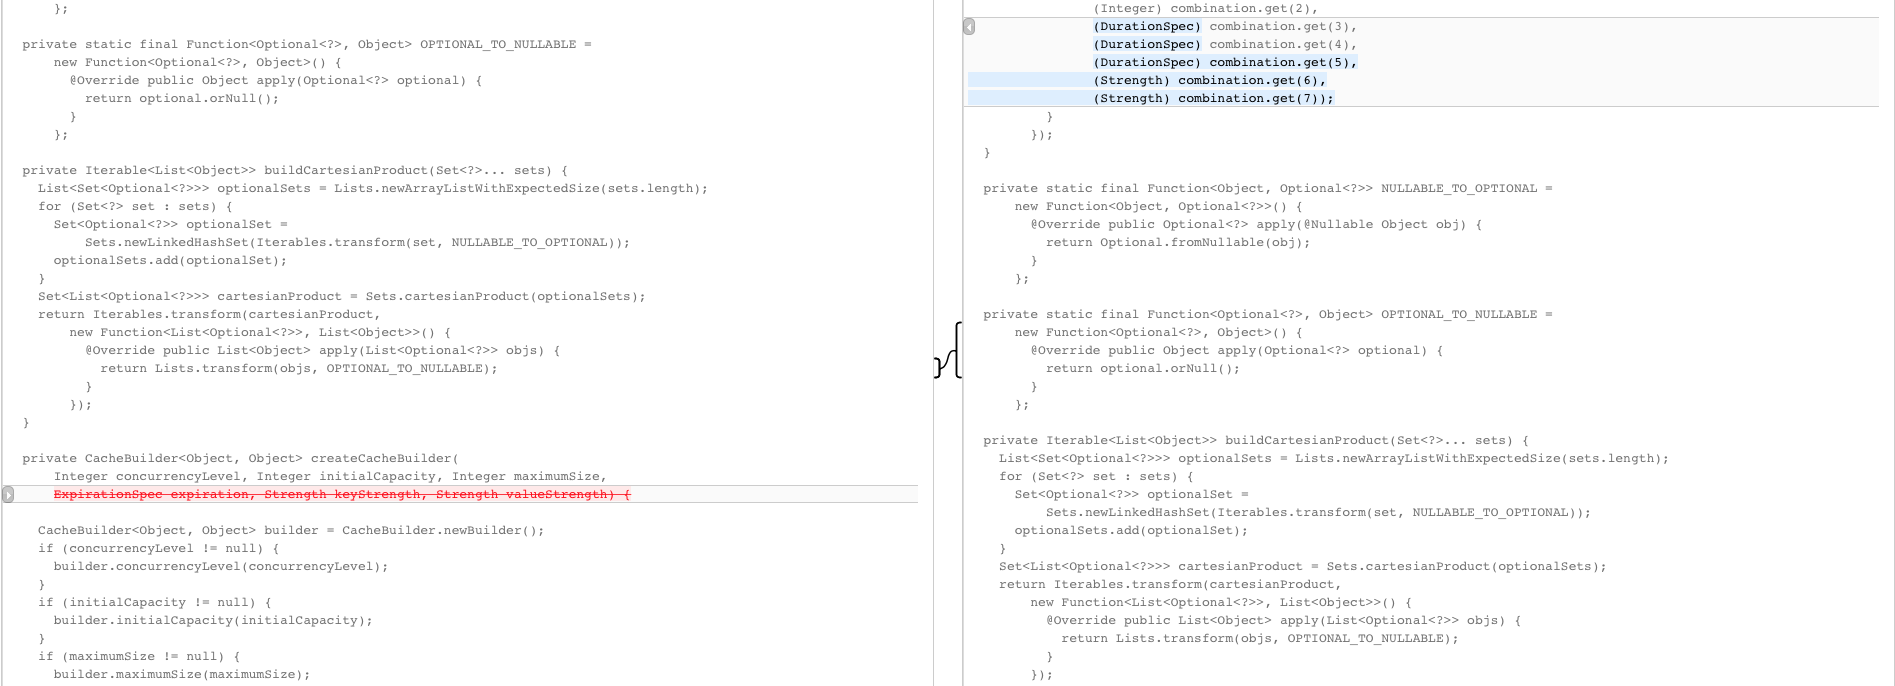 };
private static final Function<Optional<?>, Object> OPTIONAL_TO_NULLABLE =
new Function<Optional<?>, Object>() {
@Override public Object apply(Optional<?> optional) {
return optional.orNull();
}
};
private Iterable<List<Object>> buildCartesianProduct(Set<?>... sets) {
List<Set<Optional<?>>> optionalSets = Lists.newArrayListWithExpectedSize(sets.length);
for (Set<?> set : sets) {
Set<Optional<?>> optionalSet =
Sets.newLinkedHashSet(Iterables.transform(set, NULLABLE_TO_OPTIONAL));
optionalSets.add(optionalSet);
}
Set<List<Optional<?>>> cartesianProduct = Sets.cartesianProduct(optionalSets);
return Iterables.transform(cartesianProduct,
new Function<List<Optional<?>>, List<Object>>() {
@Override public List<Object> apply(List<Optional<?>> objs) {
return Lists.transform(objs, OPTIONAL_TO_NULLABLE);
}
});
}
private CacheBuilder<Object, Object> createCacheBuilder(
Integer concurrencyLevel, Integer initialCapacity, Integer maximumSize,
ExpirationSpec expiration, Strength keyStrength, Strength valueStrength) {
CacheBuilder<Object, Object> builder = CacheBuilder.newBuilder();
if (concurrencyLevel != null) {
builder.concurrencyLevel(concurrencyLevel);
}
if (initialCapacity != null) {
builder.initialCapacity(initialCapacity);
}
if (maximumSize != null) {
builder.maximumSize(maximumSize);
(Integer) combination.get(2),
(DurationSpec) combination.get(3),
(DurationSpec) combination.get(4),
(DurationSpec) combination.get(5),
(Strength) combination.get(6),
(Strength) combination.get(7));
}
});
}
private static final Function<Object, Optional<?>> NULLABLE_TO_OPTIONAL =
new Function<Object, Optional<?>>() {
@Override public Optional<?> apply(@Nullable Object obj) {
return Optional.fromNullable(obj);
}
};
private static final Function<Optional<?>, Object> OPTIONAL_TO_NULLABLE =
new Function<Optional<?>, Object>() {
@Override public Object apply(Optional<?> optional) {
return optional.orNull();
}
};
private Iterable<List<Object>> buildCartesianProduct(Set<?>... sets) {
List<Set<Optional<?>>> optionalSets = Lists.newArrayListWithExpectedSize(sets.length);
for (Set<?> set : sets) {
Set<Optional<?>> optionalSet =
Sets.newLinkedHashSet(Iterables.transform(set, NULLABLE_TO_OPTIONAL));
optionalSets.add(optionalSet);
}
Set<List<Optional<?>>> cartesianProduct = Sets.cartesianProduct(optionalSets);
return Iterables.transform(cartesianProduct,
new Function<List<Optional<?>>, List<Object>>() {
@Override public List<Object> apply(List<Optional<?>> objs) {
return Lists.transform(objs, OPTIONAL_TO_NULLABLE);
}
});